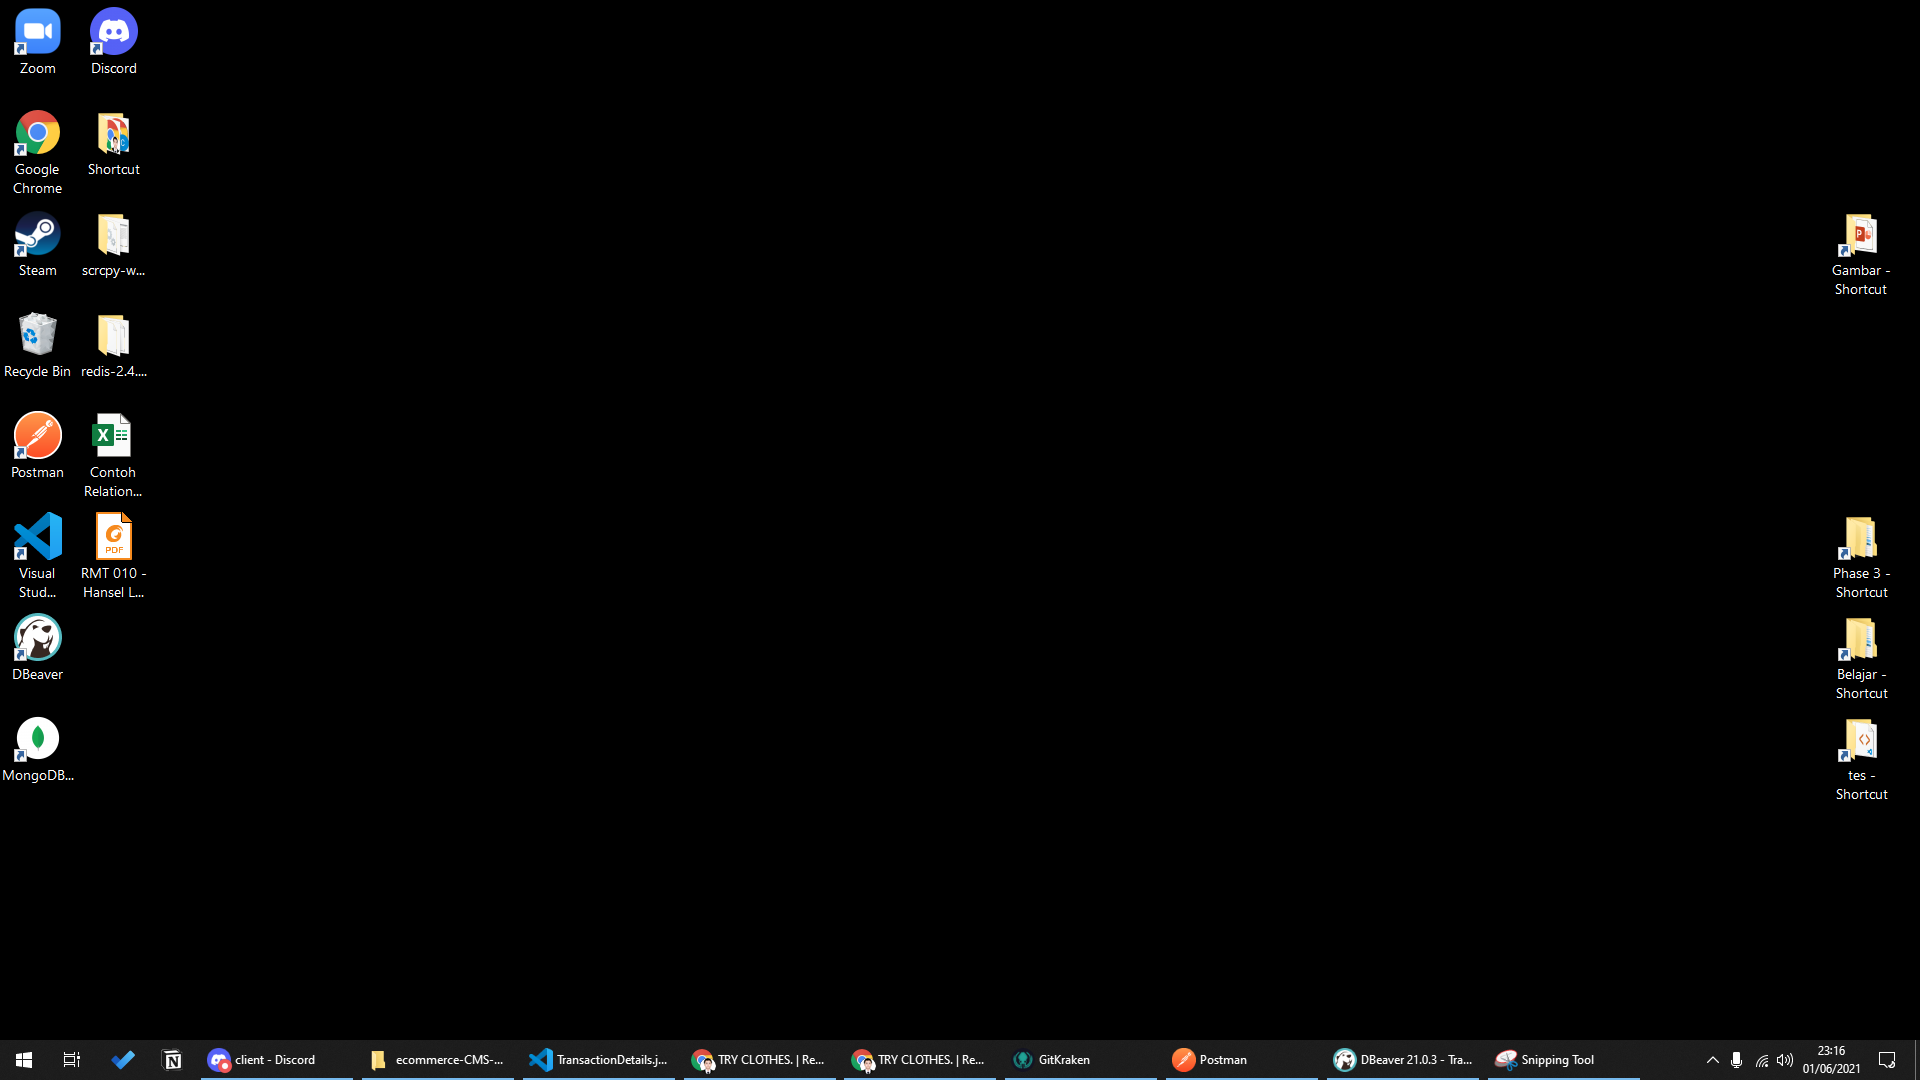 Zoom
Discord
Google
Chrome
Shortcut
Steam
scrcpy-w...
Gambar -
Shortcut
Recycle Bin
redis-2.4....
Postman
Contoh
Relation...
Visual
Stud...
PDF
RMT 010 -
Hansel L...
Phase 3 -
Shortcut
DBeaver
Belajar -
Shortcut
MongoDB...
tes -
Shortcut
client - Discord
ecommerce-CMS-...
TransactionDetails.j...
TRY CLOTHES. | Re...
TRY CLOTHES. | Re...
GitKraken
Postman
DBeaver 21.0.3 - Tra...
Snipping Tool
23:16
01/06/2021